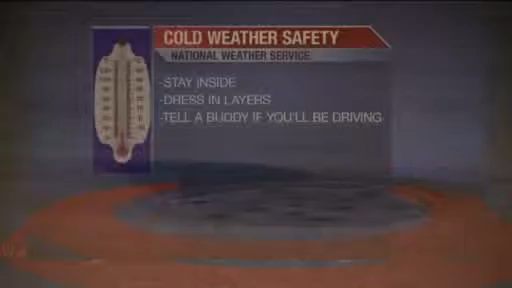 COLD WEATHER SAFETY
NATIONAL WEATHER SERVICE
-STAY INSIDE
-DRESS IN LAYERS
-TELL A BUDDY IF YOU'LL BE DRIVING